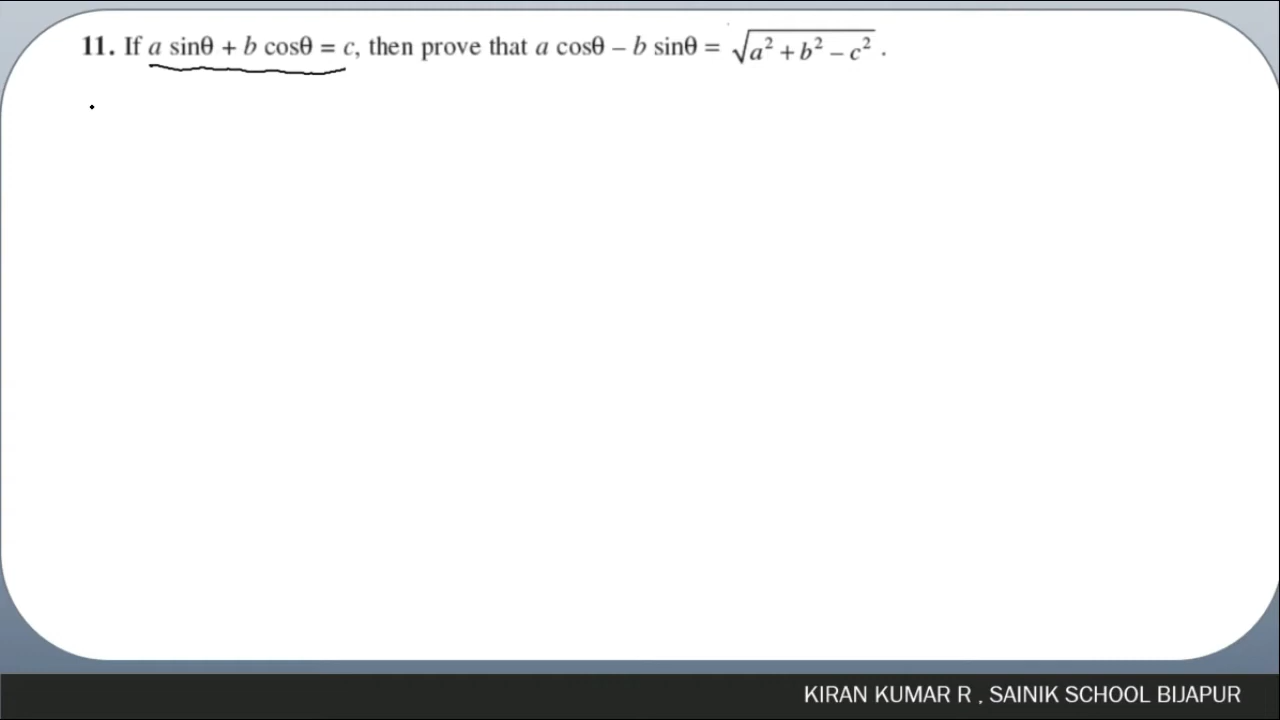 11. If a sinθ + b cosθ = c, then prove that a cosθ – b sinθ = √a² + b² – c² .
KIRAN KUMAR R , SAINIK SCHOOL BIJAPUR